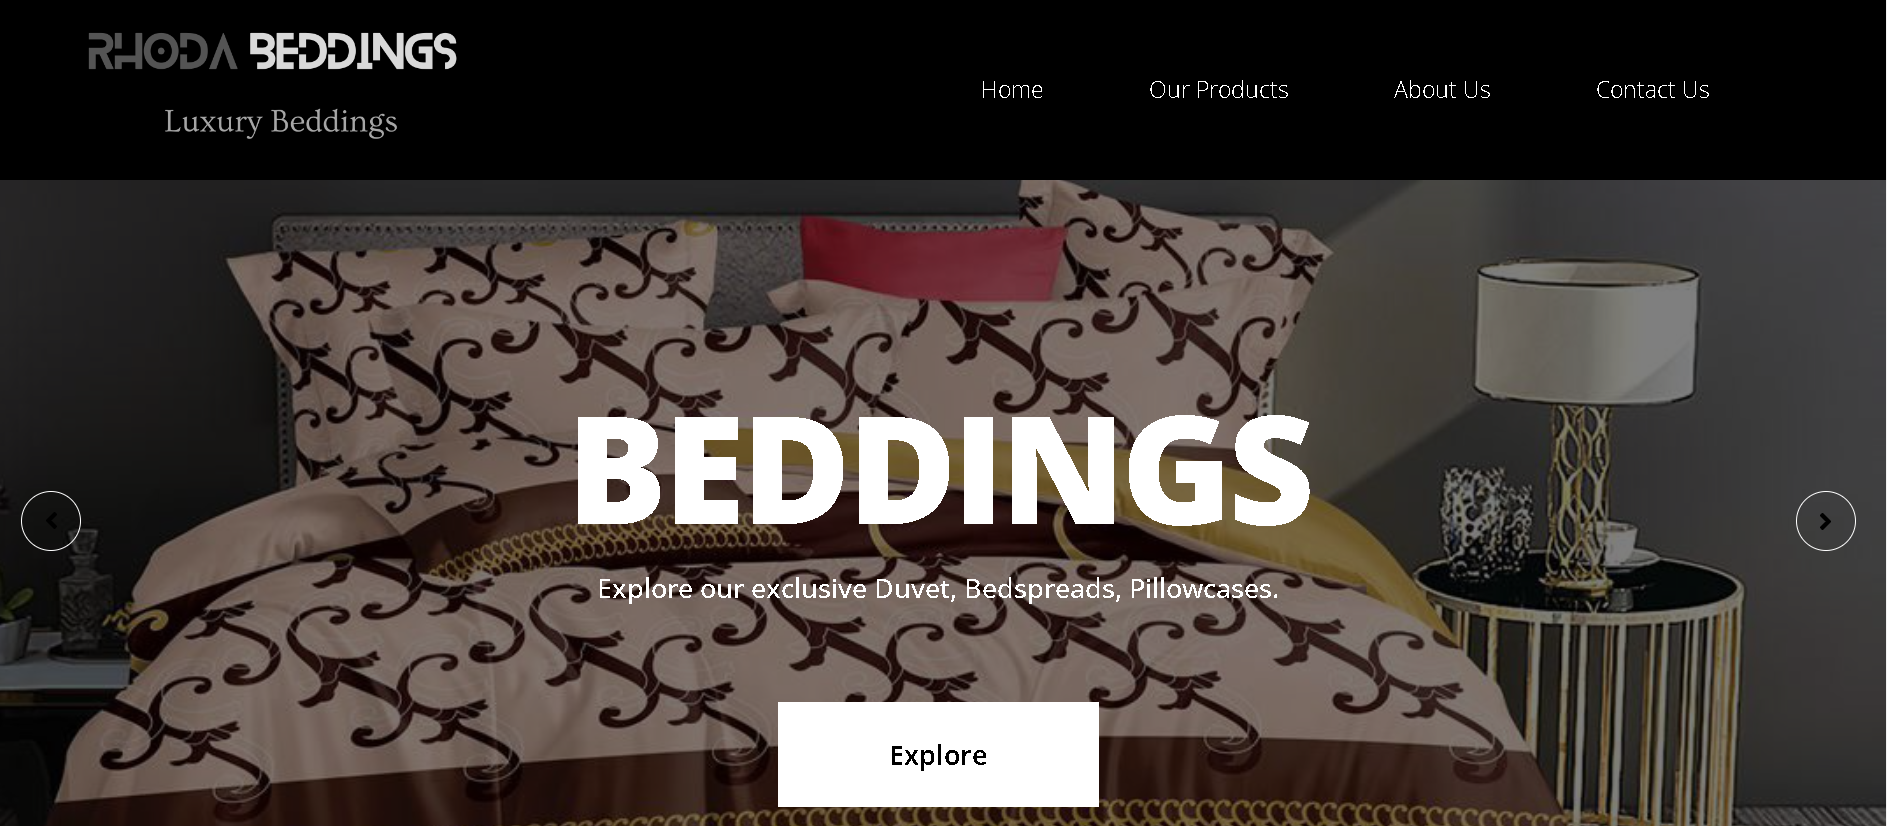 RHODA BEDDINGS
Luxury Beddings
Home
Our Products
About Us
Contact Us
BEDDINGS
Explore our exclusive Duvet, Bedspreads, Pillowcases.
Explore